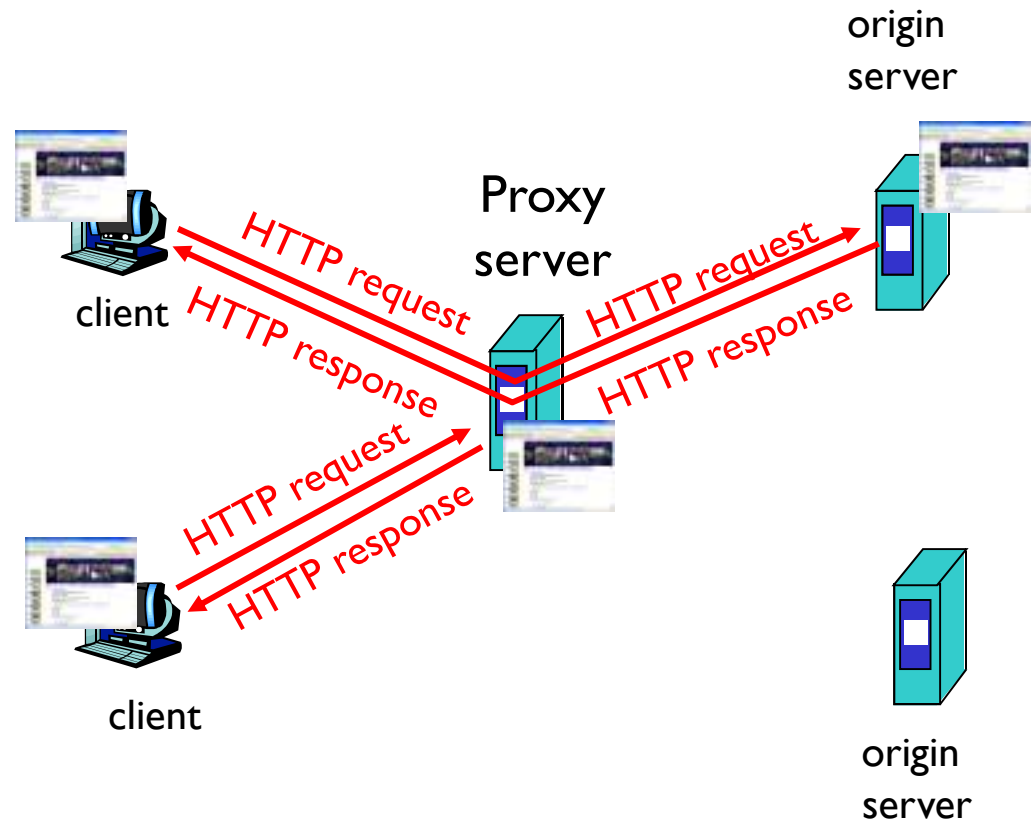 origin
server
Proxy
server
HTTP request
HTTP request
client
HTTP response
HTTP response
HTTP request
HTTP response
client
origin
server